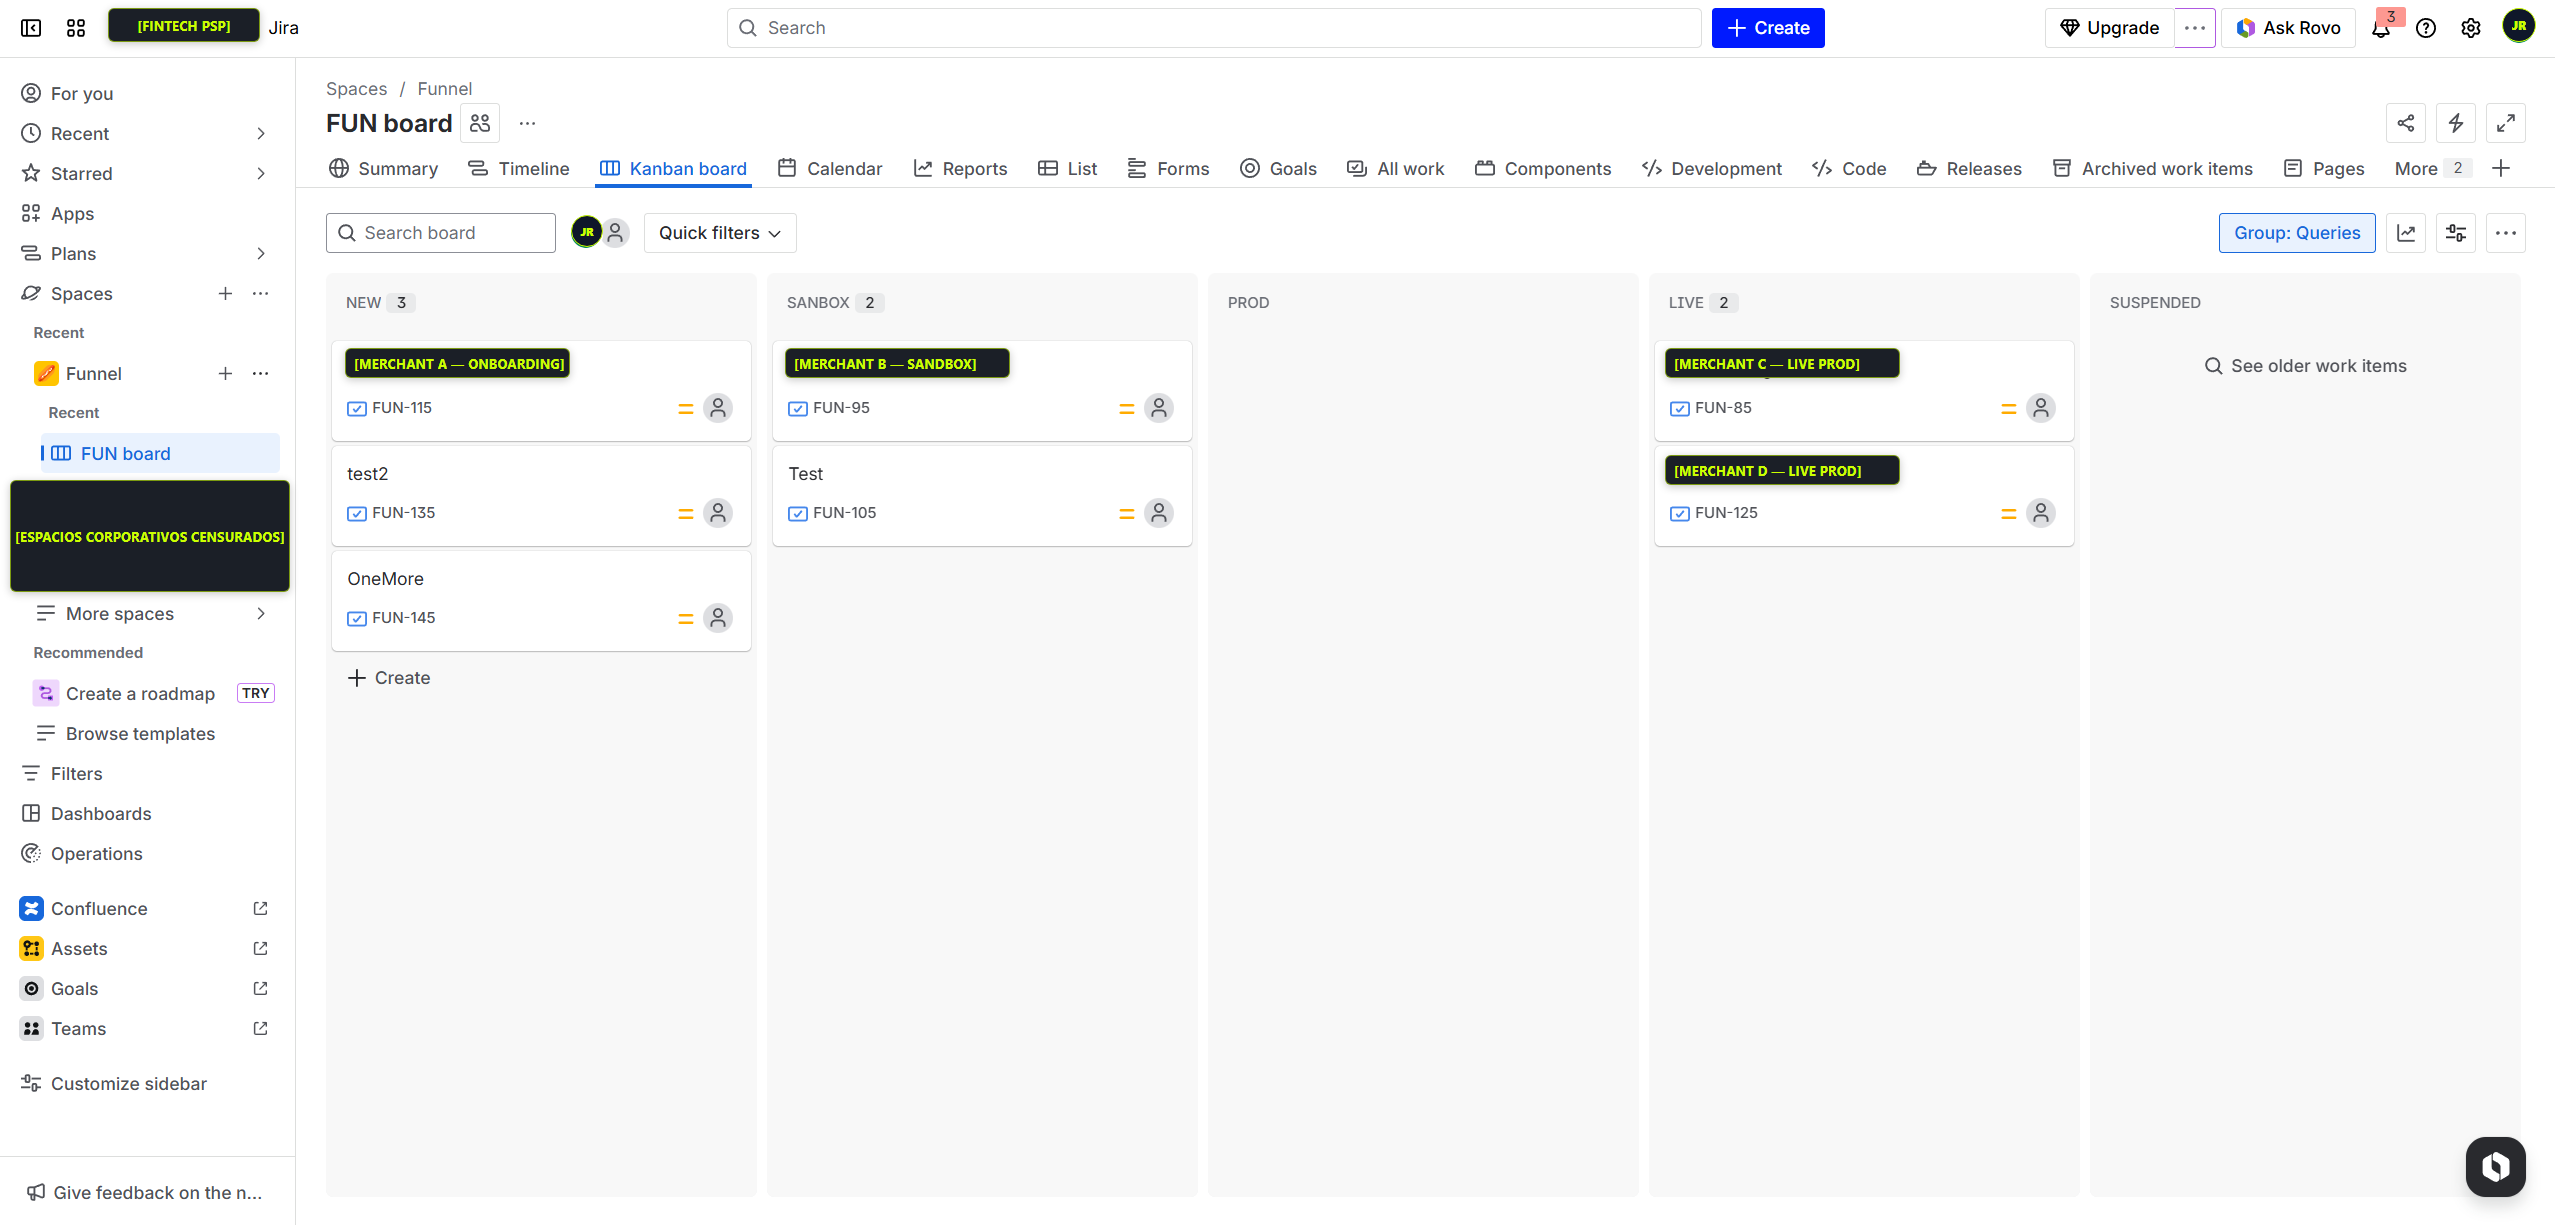 [FINTECH PSP] Jira
Search
Create
Upgrade
Ask Rovo
3
JR
For you
Recent
Starred
Apps
Plans
Spaces
Recent
Funnel
Recent
FUN board
[ESPACIOS CORPORATIVOS CENSURADOS]
More spaces
Recommended
Create a roadmap TRY
Browse templates
Filters
Dashboards
Operations
Confluence
Assets
Goals
Teams
Customize sidebar
Give feedback on the n...
Spaces / Funnel
FUN board
Summary Timeline Kanban board Calendar Reports List Forms Goals All work Components Development Code Releases Archived work items Pages More 2
Search board
JR
Quick filters
Group: Queries
NEW 3
[MERCHANT A — ONBOARDING]
FUN-115
test2
FUN-135
OneMore
FUN-145
Create
SANBOX 2
[MERCHANT B — SANDBOX]
FUN-95
Test
FUN-105
PROD
LIVE 2
[MERCHANT C — LIVE PROD]
FUN-85
[MERCHANT D — LIVE PROD]
FUN-125
SUSPENDED
See older work items